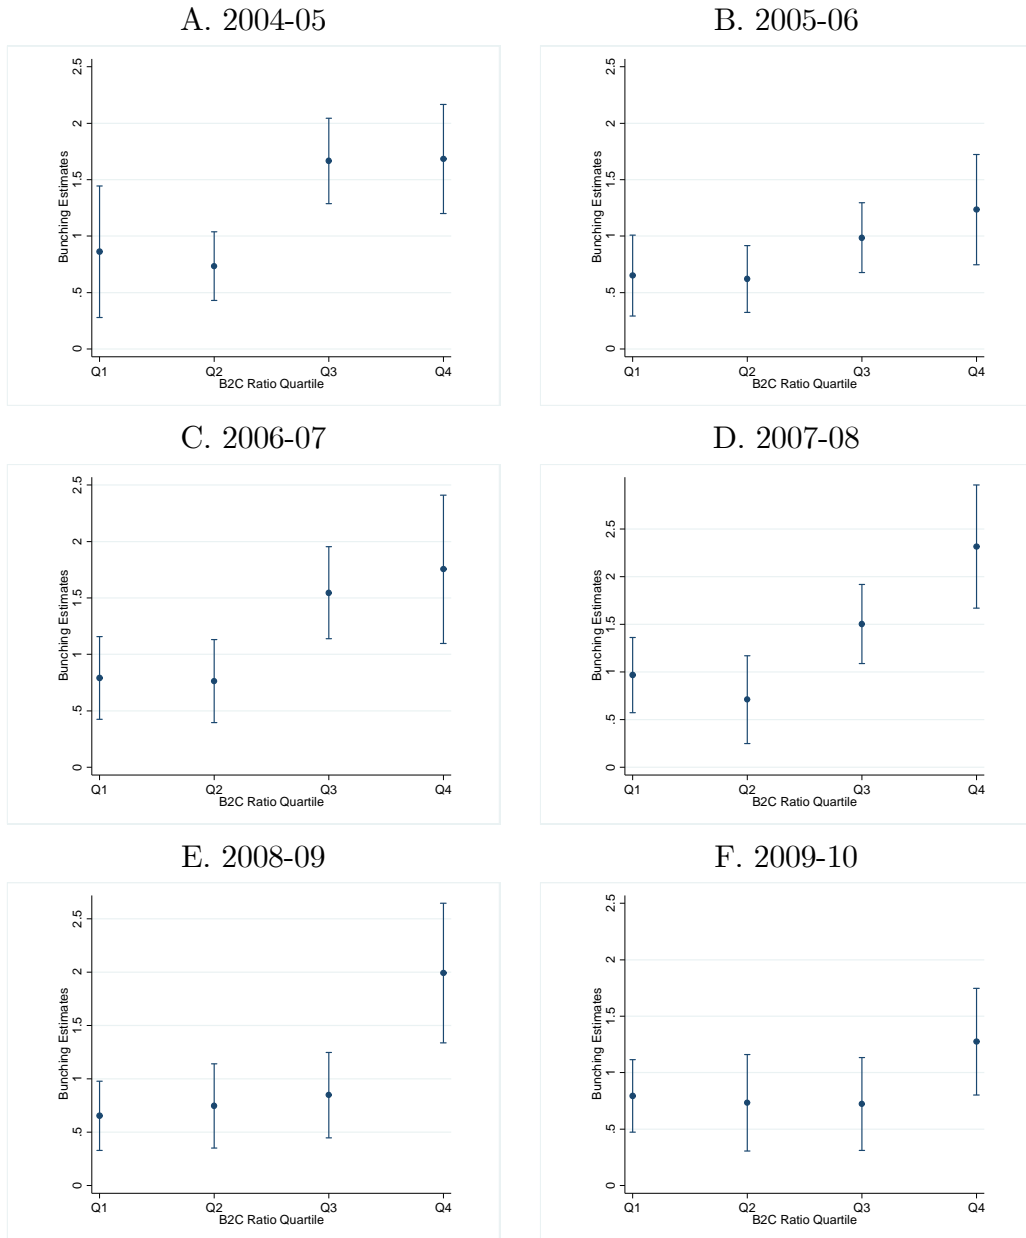 A. 2004-05
Bunching Estimates
2.5
2
1.5
1
.5
0
Q1 Q2 Q3 Q4
B2C Ratio Quartile
B. 2005-06
Bunching Estimates
2.5
2
1.5
1
.5
0
Q1 Q2 Q3 Q4
B2C Ratio Quartile
C. 2006-07
Bunching Estimates
2.5
2
1.5
1
.5
0
Q1 Q2 Q3 Q4
B2C Ratio Quartile
D. 2007-08
Bunching Estimates
2.5
2
1.5
1
.5
0
Q1 Q2 Q3 Q4
B2C Ratio Quartile
E. 2008-09
Bunching Estimates
2.5
2
1.5
1
.5
0
Q1 Q2 Q3 Q4
B2C Ratio Quartile
F. 2009-10
Bunching Estimates
2.5
2
1.5
1
.5
0
Q1 Q2 Q3 Q4
B2C Ratio Quartile